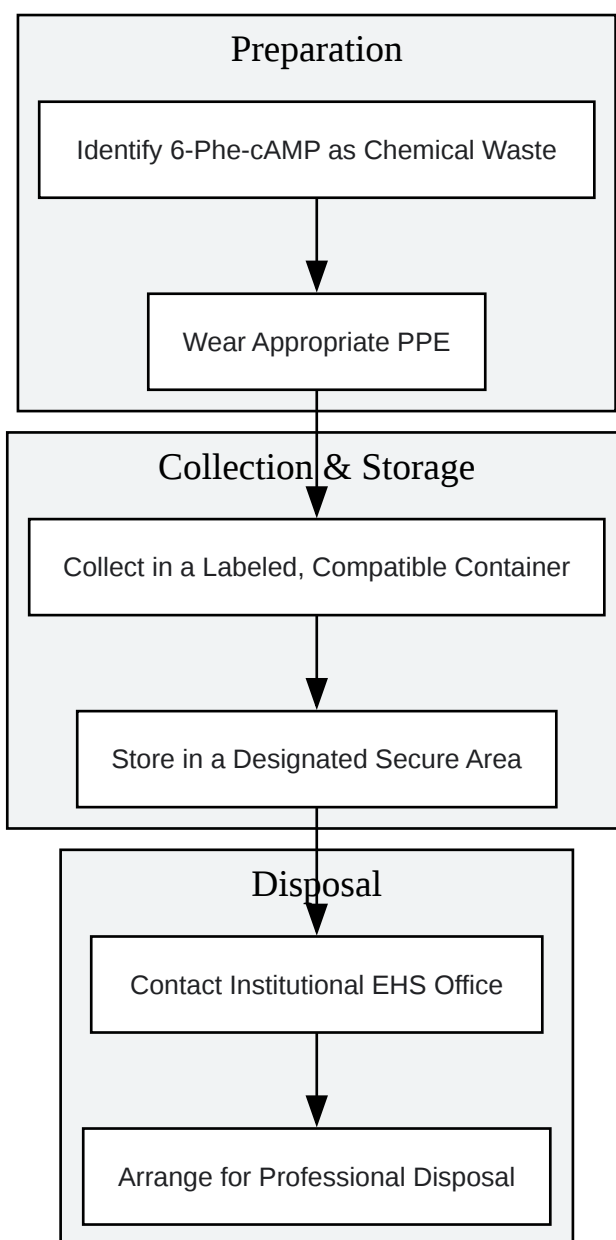 Preparation
Identify 6-Phe-cAMP as Chemical Waste
Wear Appropriate PPE
Collection & Storage
Collect in a Labeled, Compatible Container
Store in a Designated Secure Area
Disposal
Contact Institutional EHS Office
Arrange for Professional Disposal